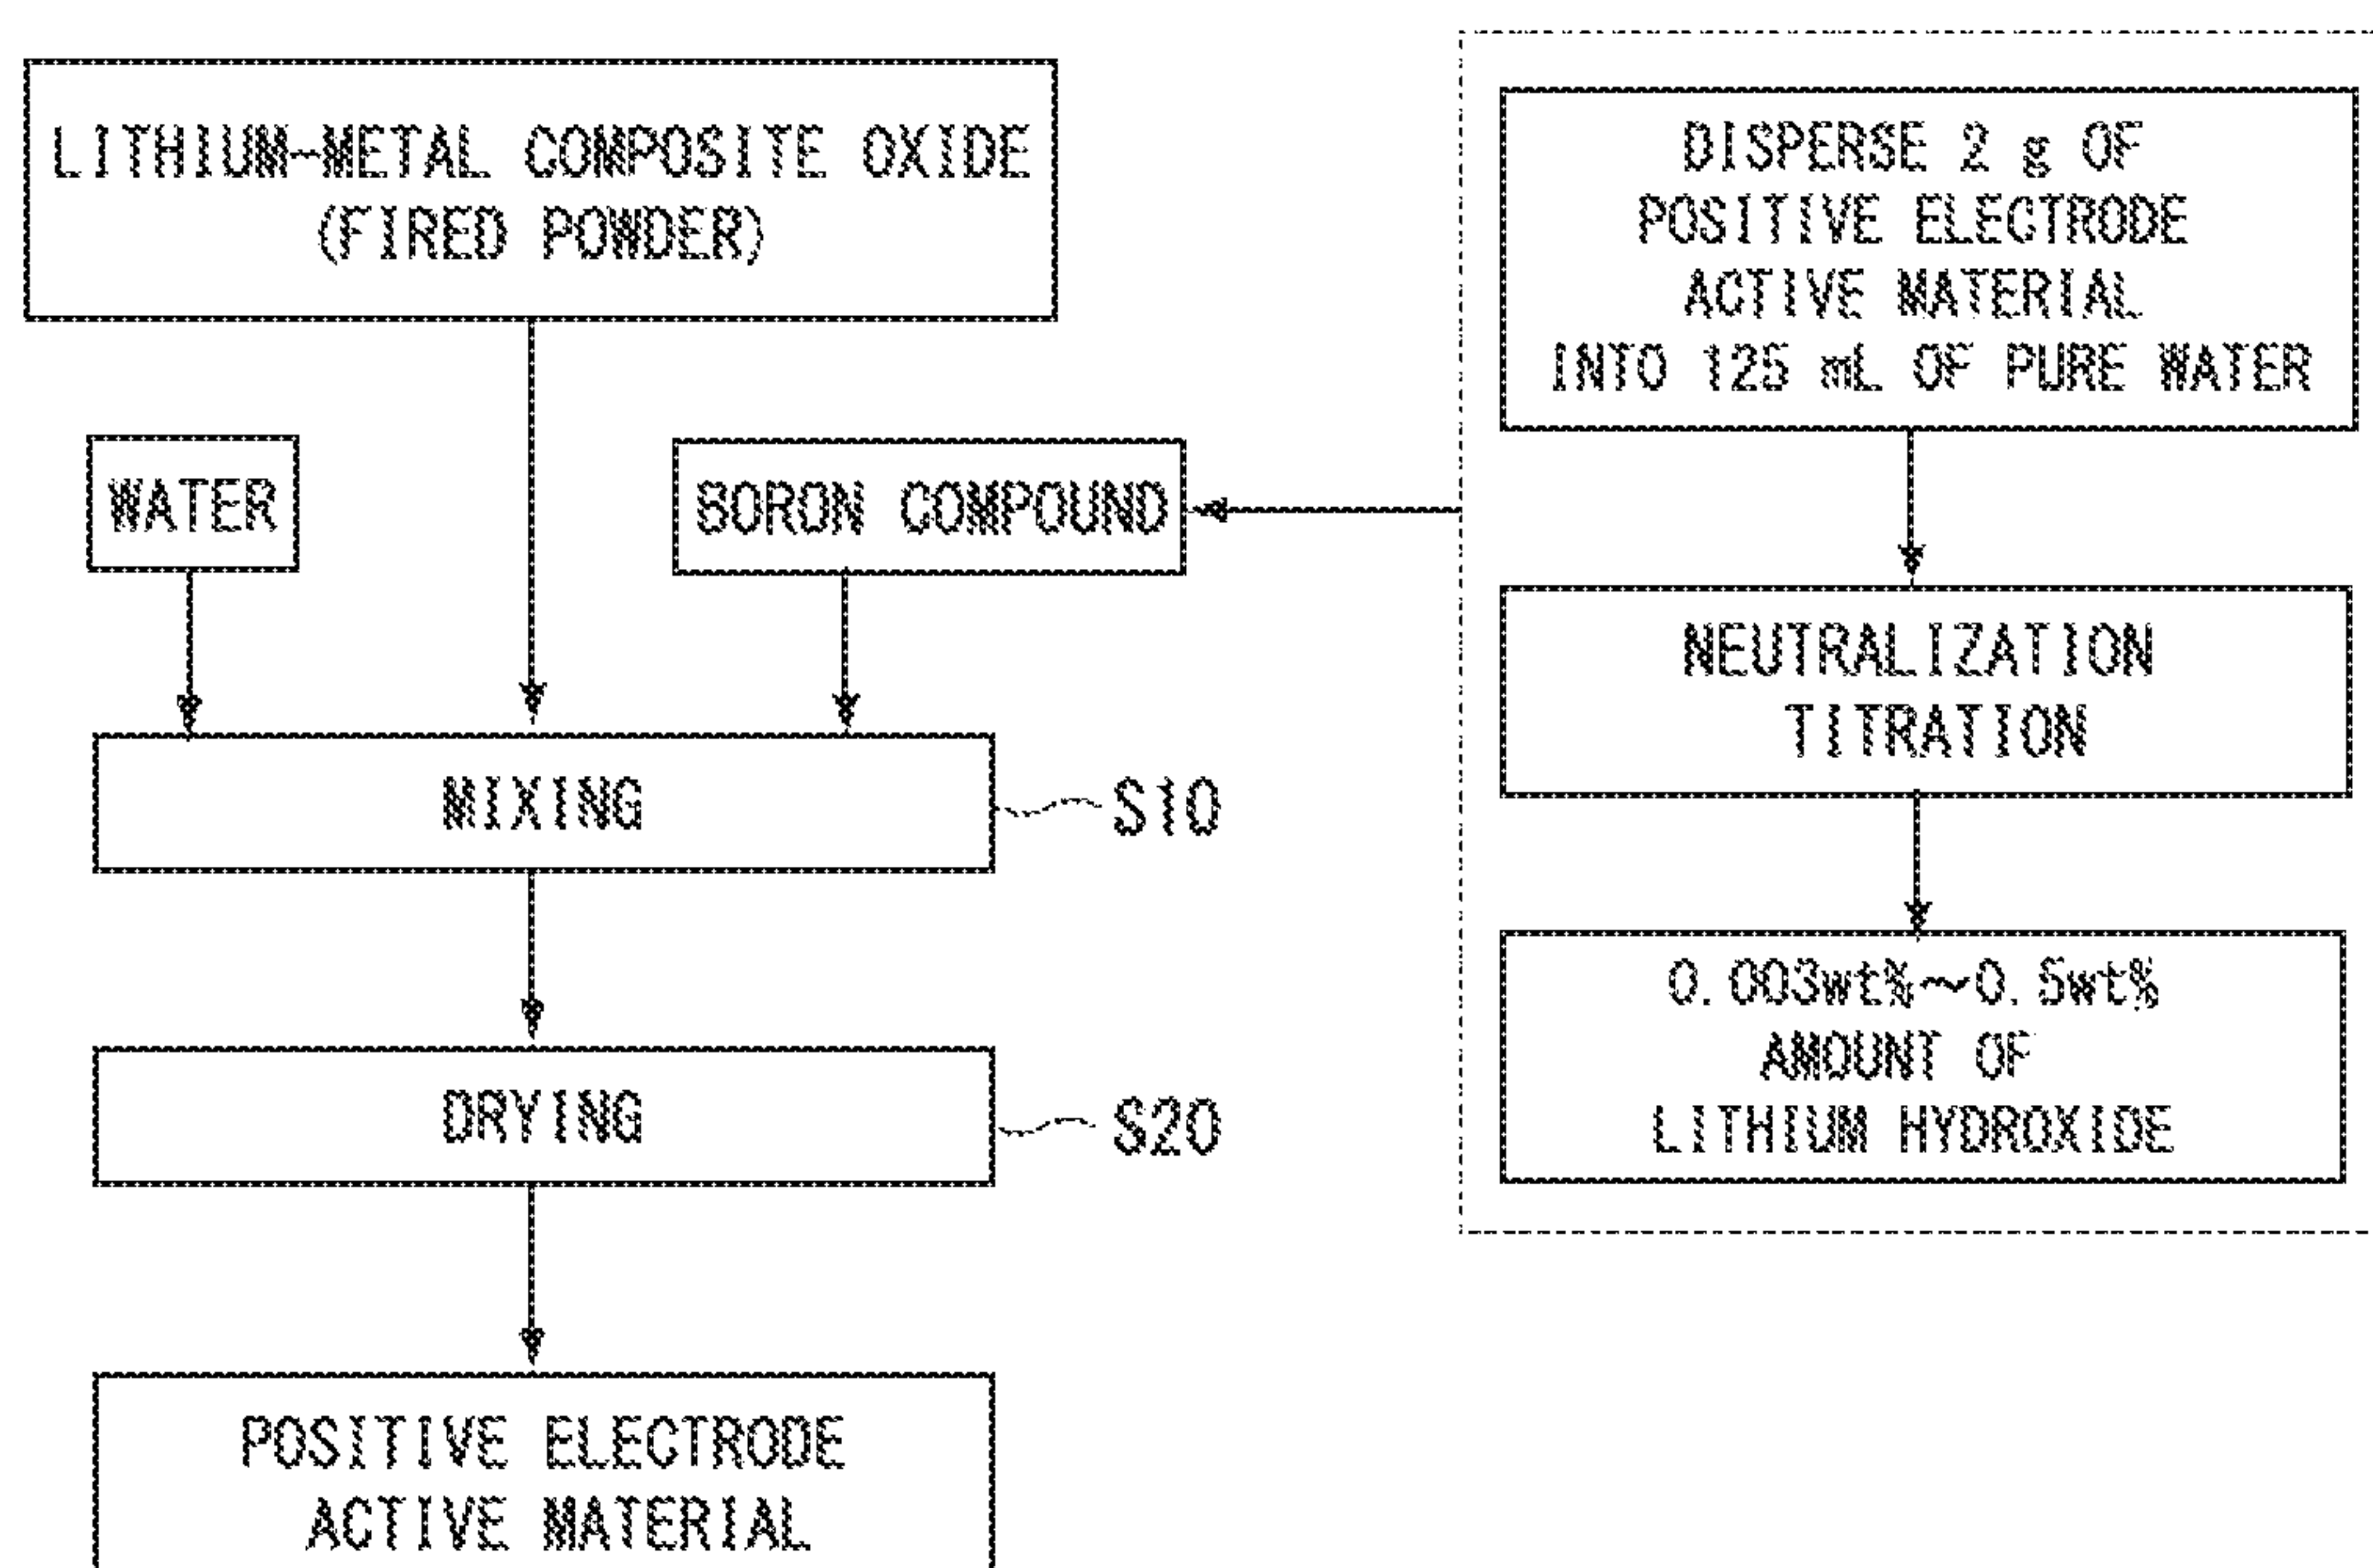 LITHIUM-METAL COMPOSITE OXIDE
(FIRED POWDER)
WATER
BORON COMPOUND
MIXING
S10
DRYING
S20
POSITIVE ELECTRODE
ACTIVE MATERIAL
DISPERSE 2 g OF
POSITIVE ELECTRODE
ACTIVE MATERIAL
INTO 125 mL OF PURE WATER
NEUTRALIZATION
TITRATION
0.003wt%~0.5wt%
AMOUNT OF
LITHIUM HYDROXIDE